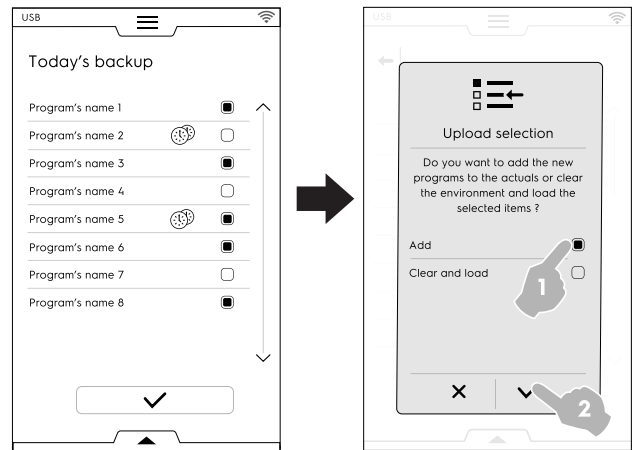 USB
Today's backup
Program's name 1
Program's name 2
Program's name 3
Program's name 4
Program's name 5
Program's name 6
Program's name 7
Program's name 8
USB
Upload selection
Do you want to add the new
programs to the actuals or clear
the environment and load the
selected items ?
Add
1
Clear and load
2